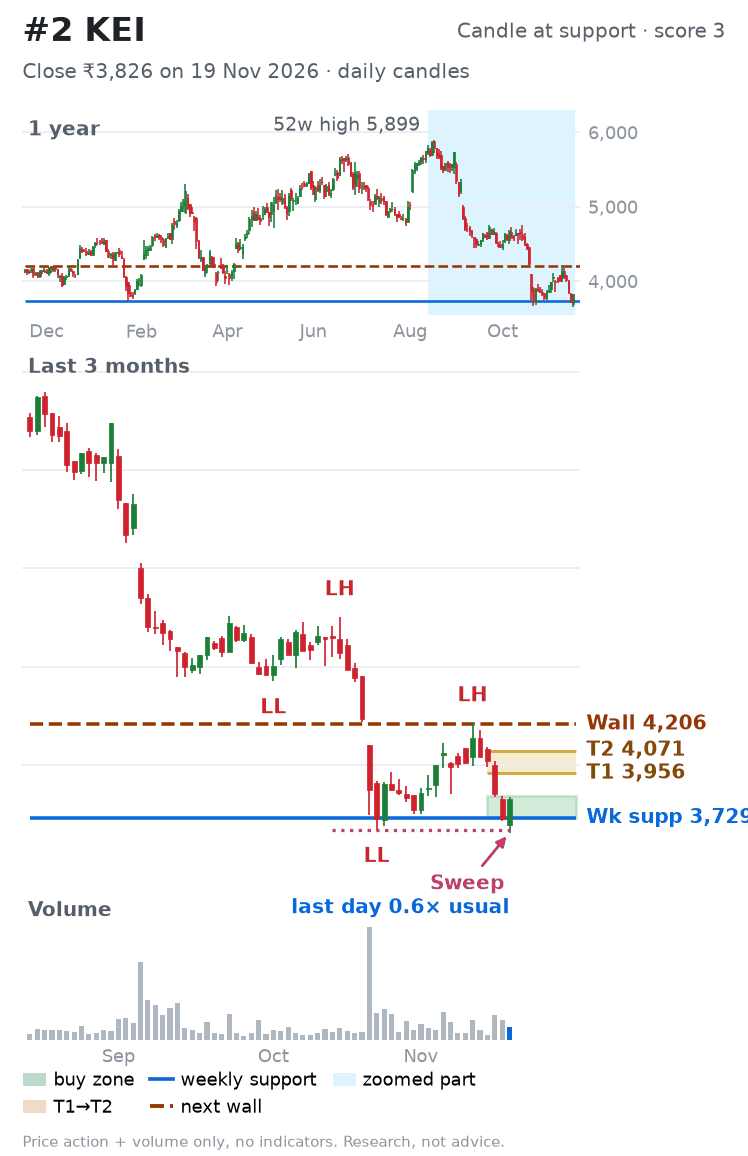 #2 KEI
Candle at support · score 3
Close ₹3,826 on 19 Nov 2026 · daily candles
1 year
52w high 5,899
6,000
5,000
4,000
Dec Feb Apr Jun Aug Oct
Last 3 months
LH
LL
LH
Wall 4,206
T2 4,071
T1 3,956
Wk supp 3,729
LL
Sweep
Volume
last day 0.6× usual
Sep Oct Nov
buy zone weekly support zoomed part
T1→T2 next wall
Price action + volume only, no indicators. Research, not advice.